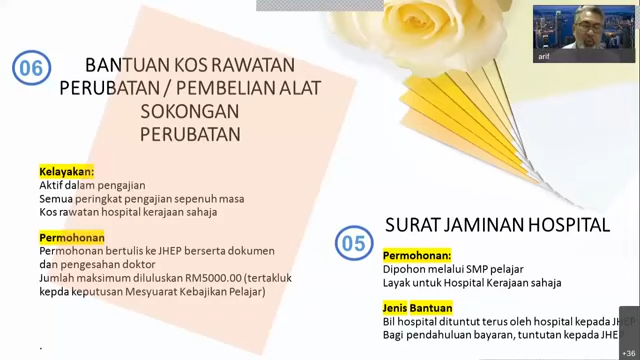 06
BANTUAN KOS RAWATAN
PERUBATAN / PEMBELIAN ALAT
SOKONGAN
PERUBATAN
Kelayakan:
Aktif dalam pengajian
Semua peringkat pengajian sepenuh masa
Kos rawatan hospital kerajaan sahaja
Permohonan
Permohonan bertulis ke JHEP berserta dokumen
dan pengesahan doktor
Jumlah maksimum diluluskan RM5000.00 (tertakluk
kepda keputusan Mesyuarat Kebajikan Pelajar)
.
arif
05
SURAT JAMINAN HOSPITAL
Permohonan:
Dipohon melalui SMP pelajar
Layak untuk Hospital Kerajaan sahaja
Jenis Bantuan
Bil hospital dituntut terus oleh hospital kepada JHEP
Bagi pendahuluan bayaran, tuntutan kepada JHEP
+36